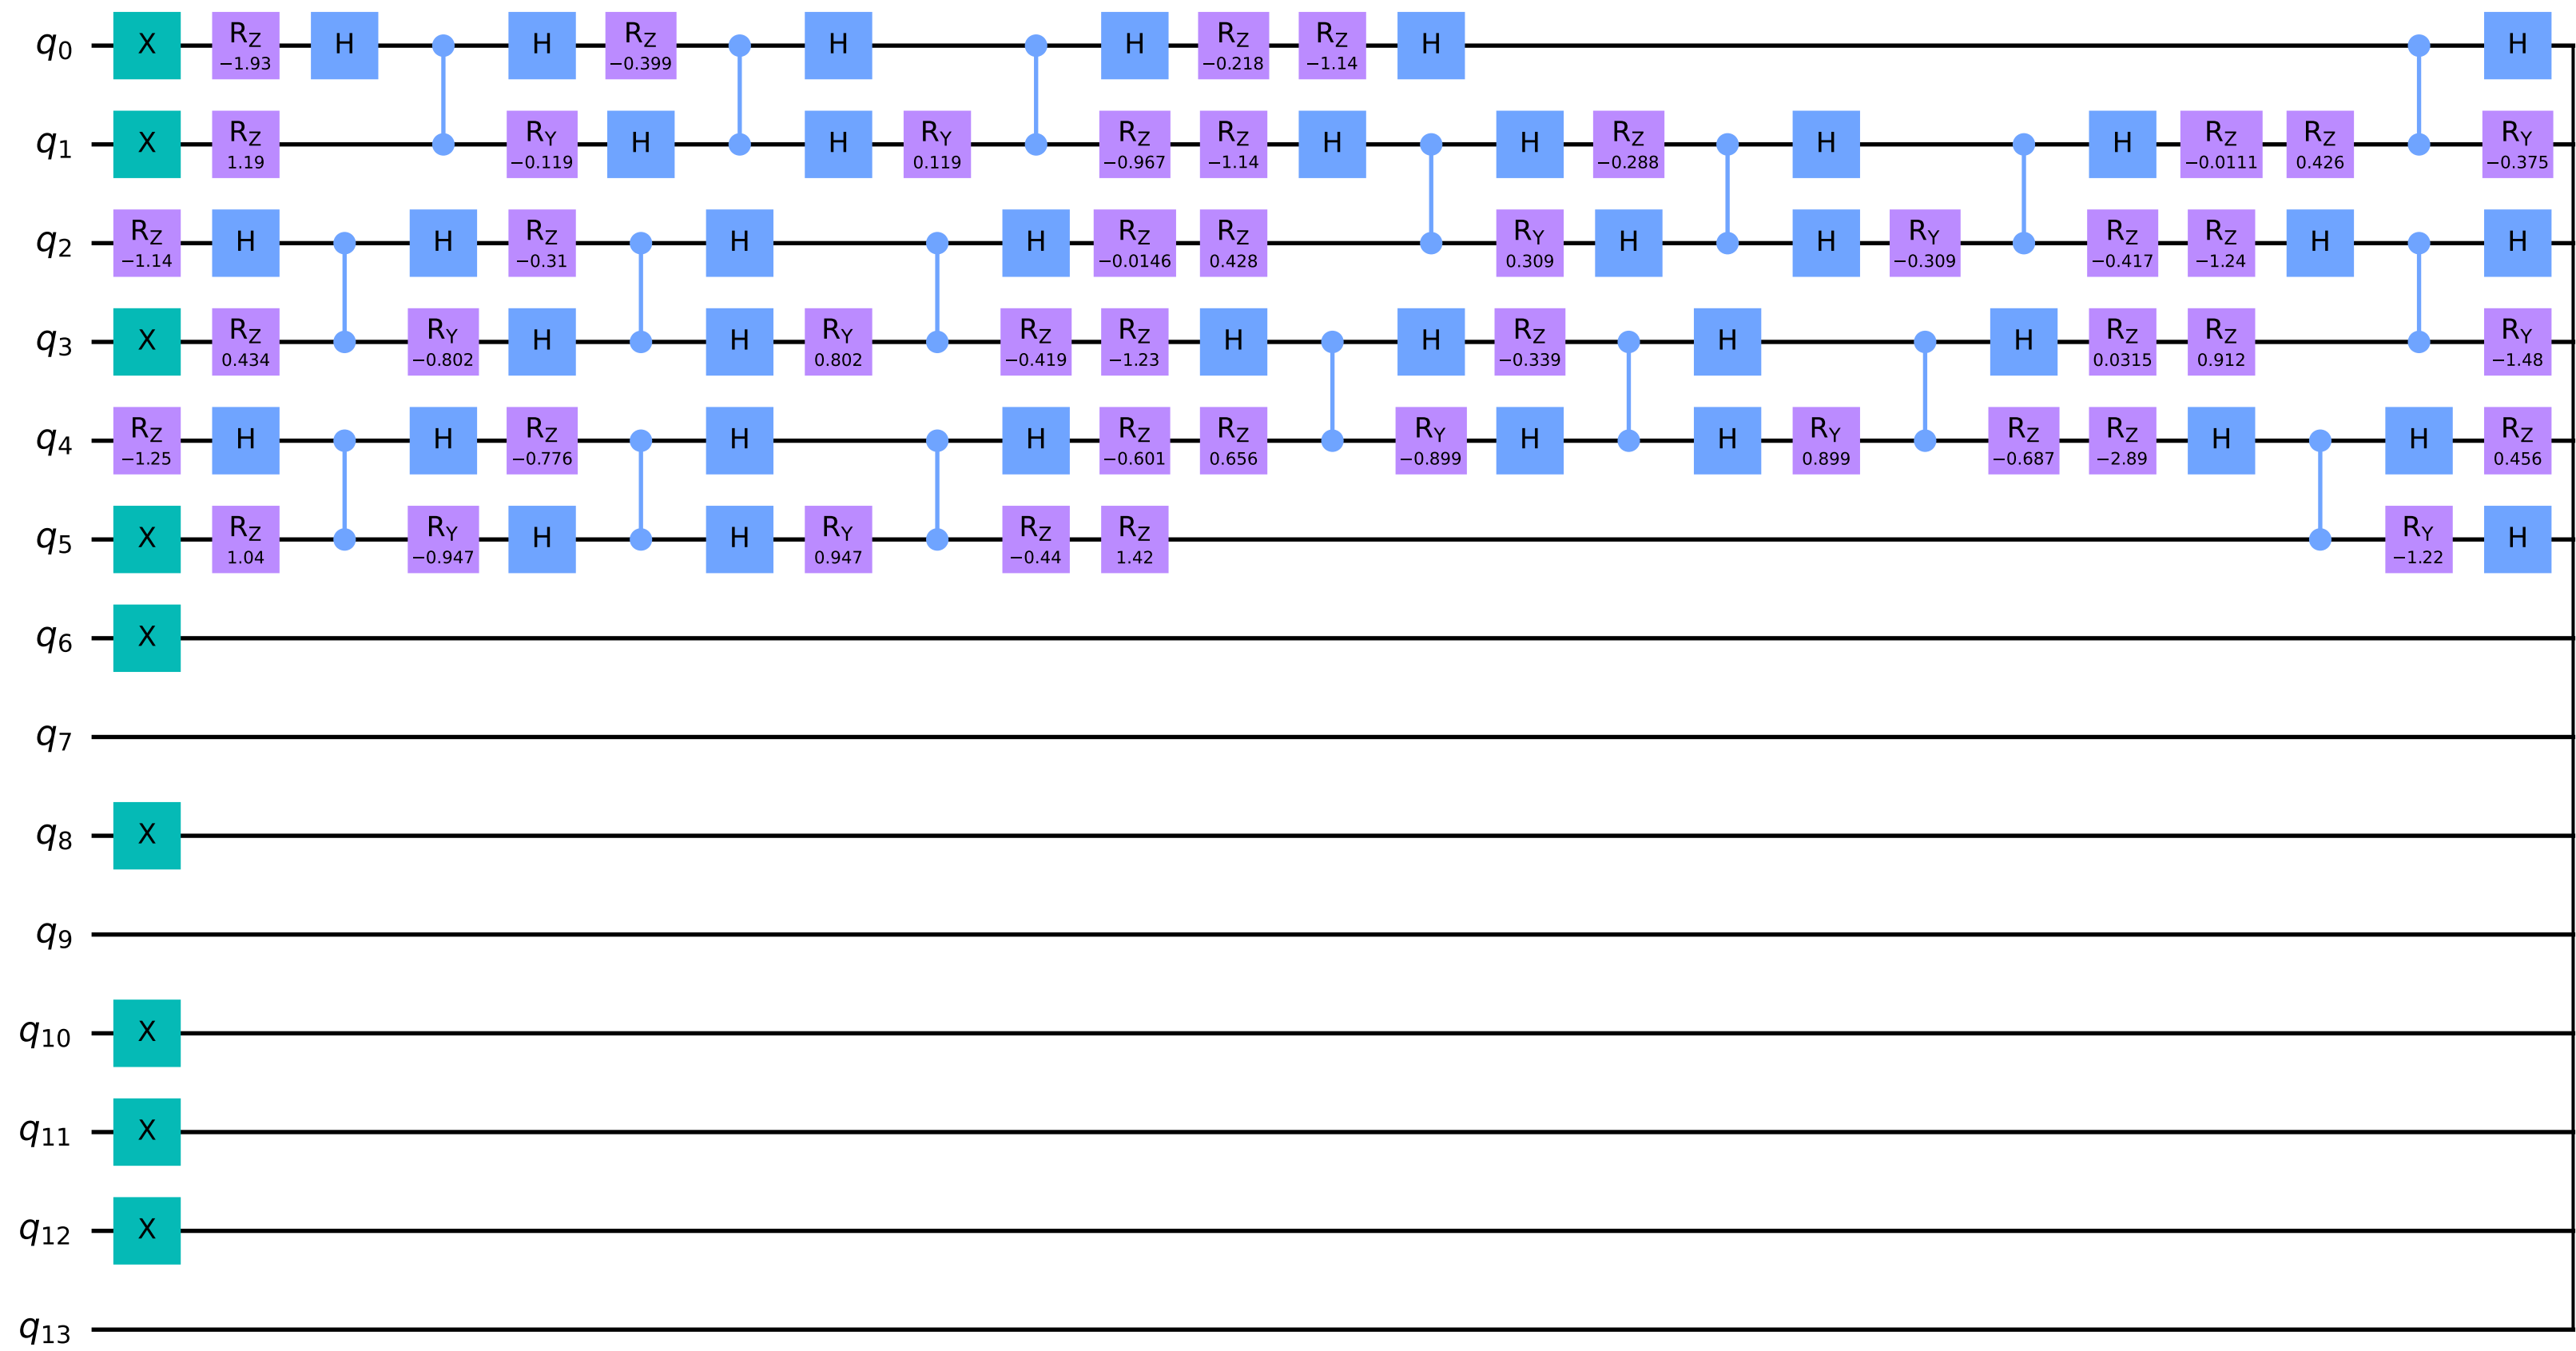 q0 X RZ −1.93 H H RZ −0.399 H H RZ −0.218 RZ −1.14 H H
q1 X RZ 1.19 RY −0.119 H H RY 0.119 RZ −0.967 RZ −1.14 H H RZ −0.288 H H RZ −0.0111 RZ 0.426 RY −0.375
q2 RZ −1.14 H H RZ −0.31 H H RZ −0.0146 RZ 0.428 RY 0.309 H H RY −0.309 RZ −0.417 RZ −1.24 H H
q3 X RZ 0.434 RY −0.802 H H RY 0.802 RZ −0.419 RZ −1.23 H H RZ −0.339 H H RZ 0.0315 RZ 0.912 RY −1.48
q4 RZ −1.25 H H RZ −0.776 H H RZ −0.601 RZ 0.656 RY −0.899 H H RY 0.899 RZ −0.687 RZ −2.89 H H RZ 0.456
q5 X RZ 1.04 RY −0.947 H H RY 0.947 RZ −0.44 RZ 1.42 RY −1.22 H
q6 X
q7
q8 X
q9
q10 X
q11 X
q12 X
q13